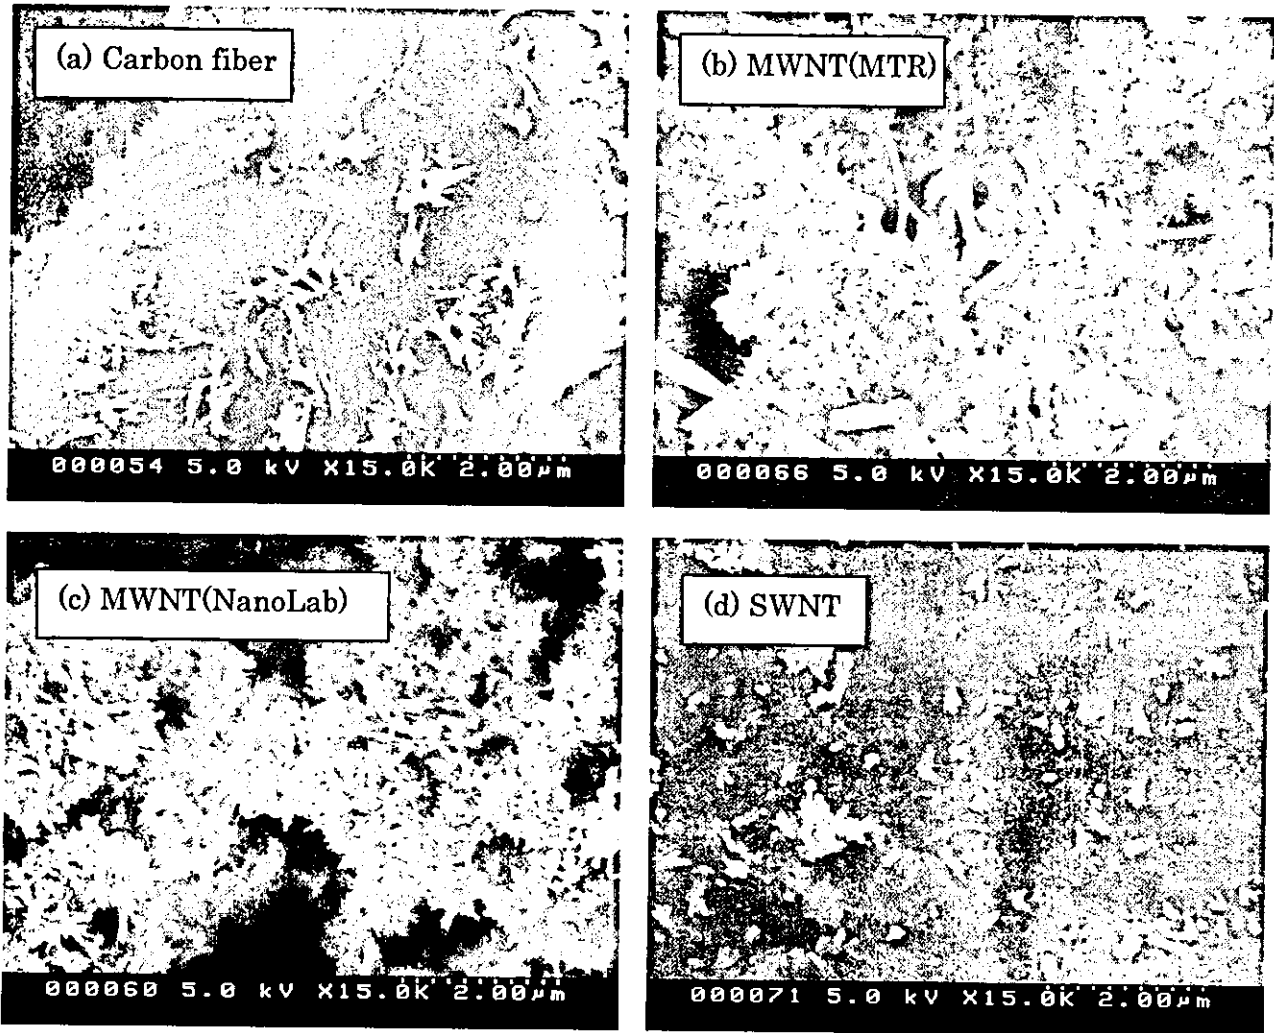 (a) Carbon fiber
(b) MWNT(MTR)
000054 5.0 kV X15.0K 2.00μm
000066 5.0 kV X15.0K 2.00μm
(c) MWNT(NanoLab)
(d) SWNT
000060 5.0 kV X15.0K 2.00μm
000071 5.0 kV X15.0K 2.00μm